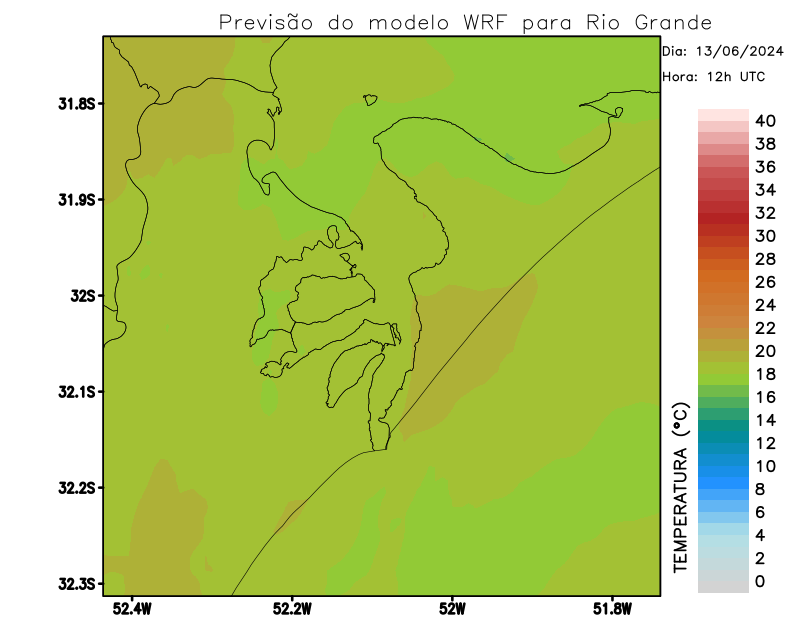 Previsão do modelo WRF para Rio Grande
Dia: 13/06/2024
Hora: 12h UTC
31.8S
31.9S
32S
32.1S
32.2S
32.3S
52.4W
52.2W
52W
51.8W
TEMPERATURA (°C)
40
38
36
34
32
30
28
26
24
22
20
18
16
14
12
10
8
6
4
2
0